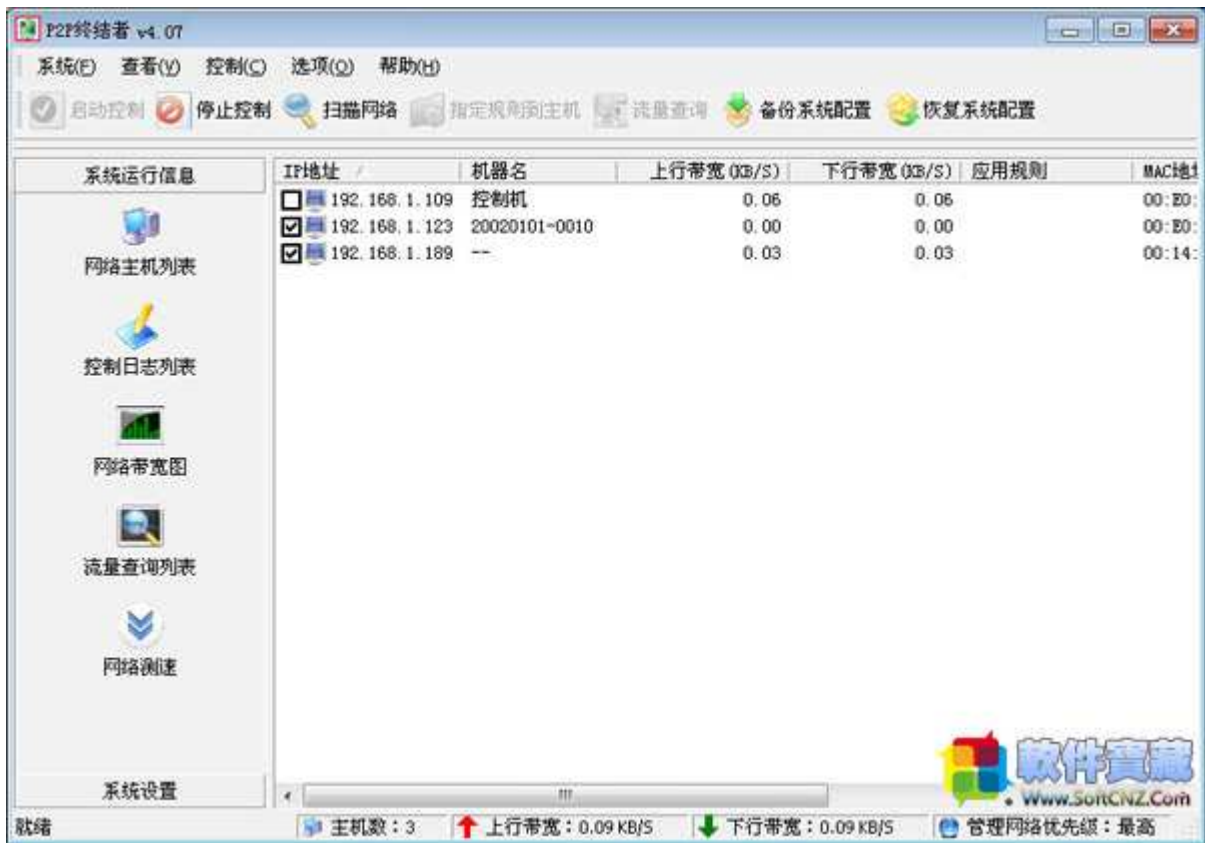 P2P终结者 v4.07
系统(F) 查看(V) 控制(C) 选项(O) 帮助(H)
启动控制 停止控制 扫描网络 指定规则到主机 流量查询 备份系统配置 恢复系统配置
系统运行信息
网络主机列表
控制日志列表
网络带宽图
流量查询列表
网络测速
系统设置
IP地址 机器名 上行带宽(KB/S) 下行带宽(KB/S) 应用规则 MAC地
192.168.1.109 控制机 0.06 0.06 00:E0:
192.168.1.123 20020101-0010 0.00 0.00 00:E0:
192.168.1.189 -- 0.03 0.03 00:14:
軟件寶藏
Www.SoftCNZ.Com
就绪 主机数：3 上行带宽：0.09 KB/S 下行带宽：0.09 KB/S 管理网络优先级：最高